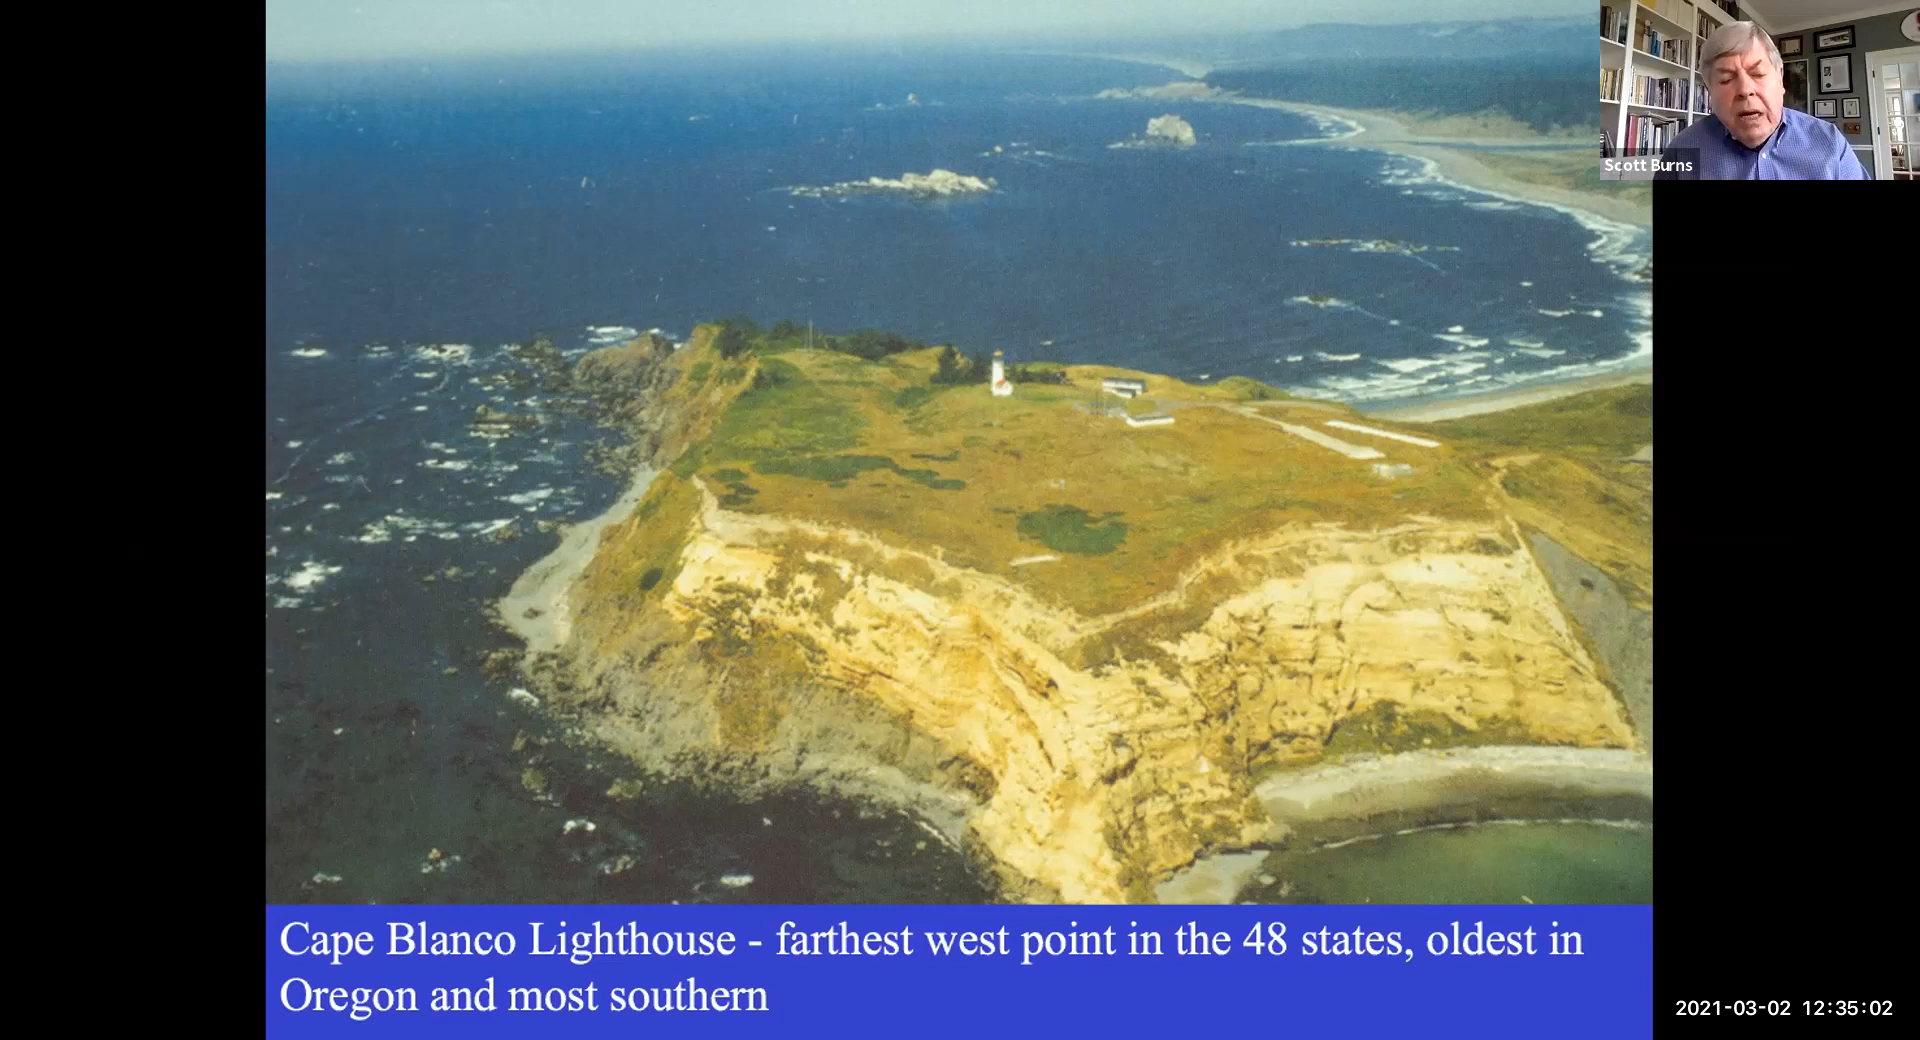 Scott Burns
Cape Blanco Lighthouse - farthest west point in the 48 states, oldest in
Oregon and most southern
2021-03-02 12:35:02